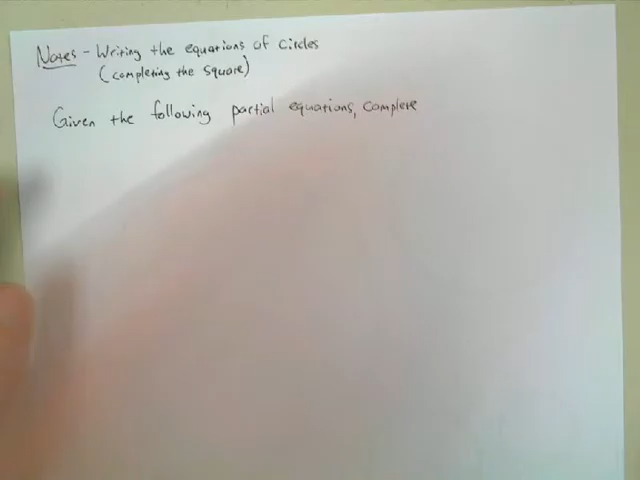 Notes - Writing the equations of circles
(completing the square)
Given the following partial equations, complete